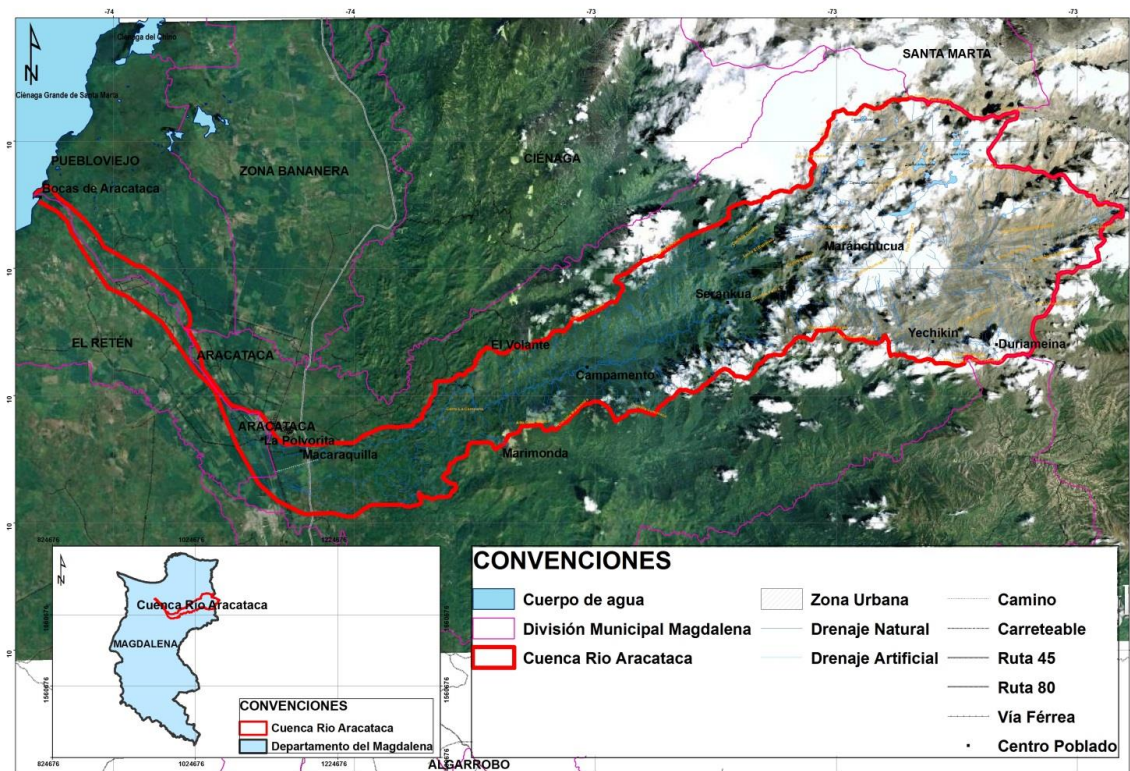 -74
-74
-73
-73
-73
N
Cienaga del Chino
SANTA MARTA
Ciénaga Grande de Santa Marta
10
PUEBLOVIEJO
CIÉNAGA
ZONA BANANERA
Bocas de Aracataca
Maranchucua
10
Serankua
EL RETÉN
ARACATACA
El Volante
Yechikin
Duriameina
Campamento
10
ARACATACA
La Polvorita
Macaraquilla
Marimonda
10
824676
1024676
1224676
N
Cuenca Rio Aracataca
MAGDALENA
1560676
CONVENCIONES
Cuenca Rio Aracataca
Departamento del Magdalena
824676
1024676
1224676
10
CONVENCIONES
Cuerpo de agua
División Municipal Magdalena
Cuenca Rio Aracataca
Zona Urbana
Drenaje Natural
Drenaje Artificial
Camino
Carreteable
Ruta 45
Ruta 80
Vía Férrea
Centro Poblado
ALGARROBO